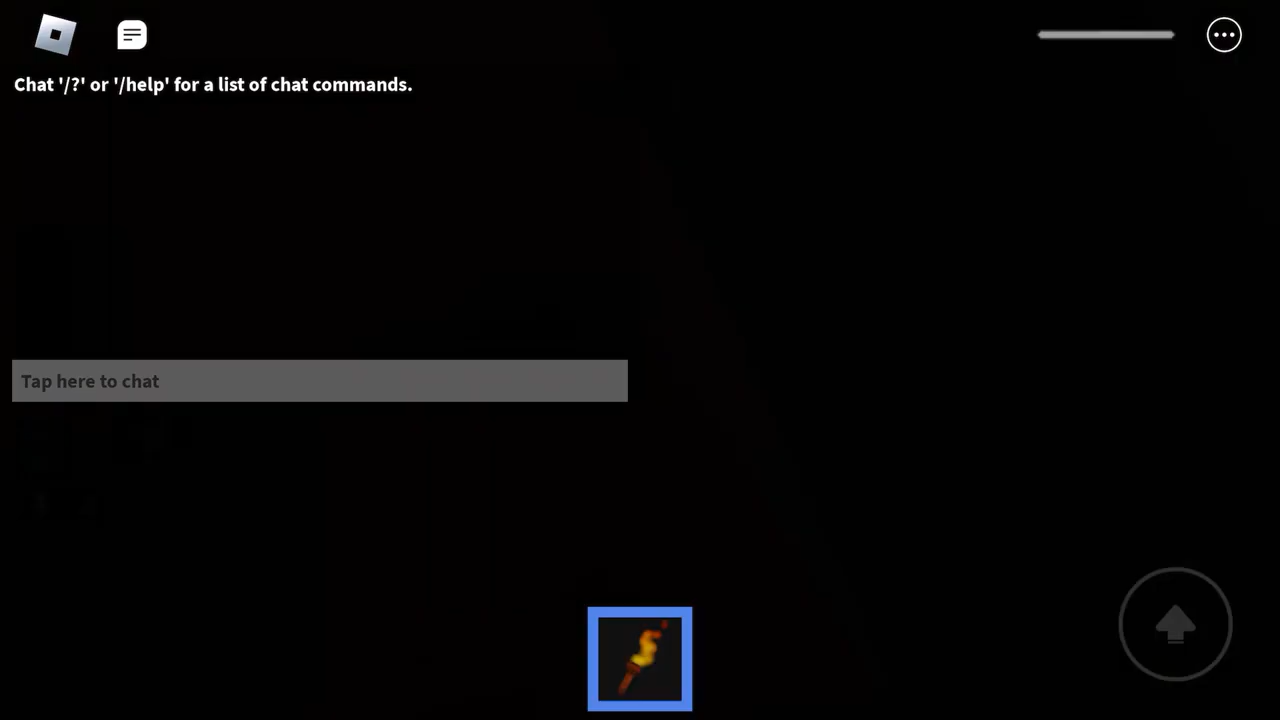 Chat '/?' or '/help' for a list of chat commands.
Tap here to chat